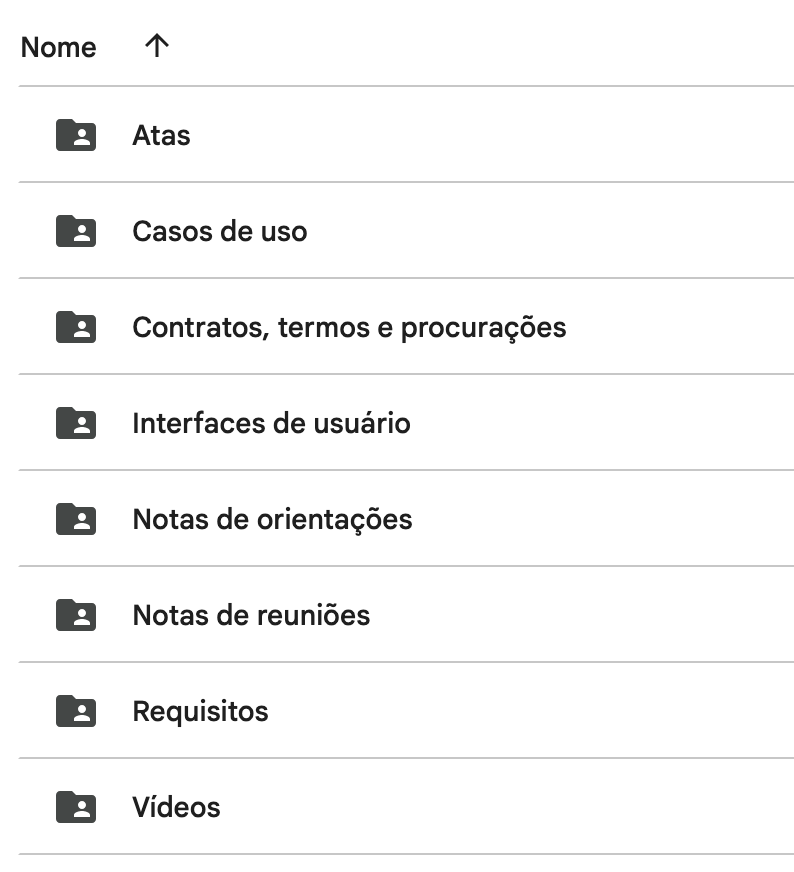 Nome ↑
Atas
Casos de uso
Contratos, termos e procurações
Interfaces de usuário
Notas de orientações
Notas de reuniões
Requisitos
Vídeos